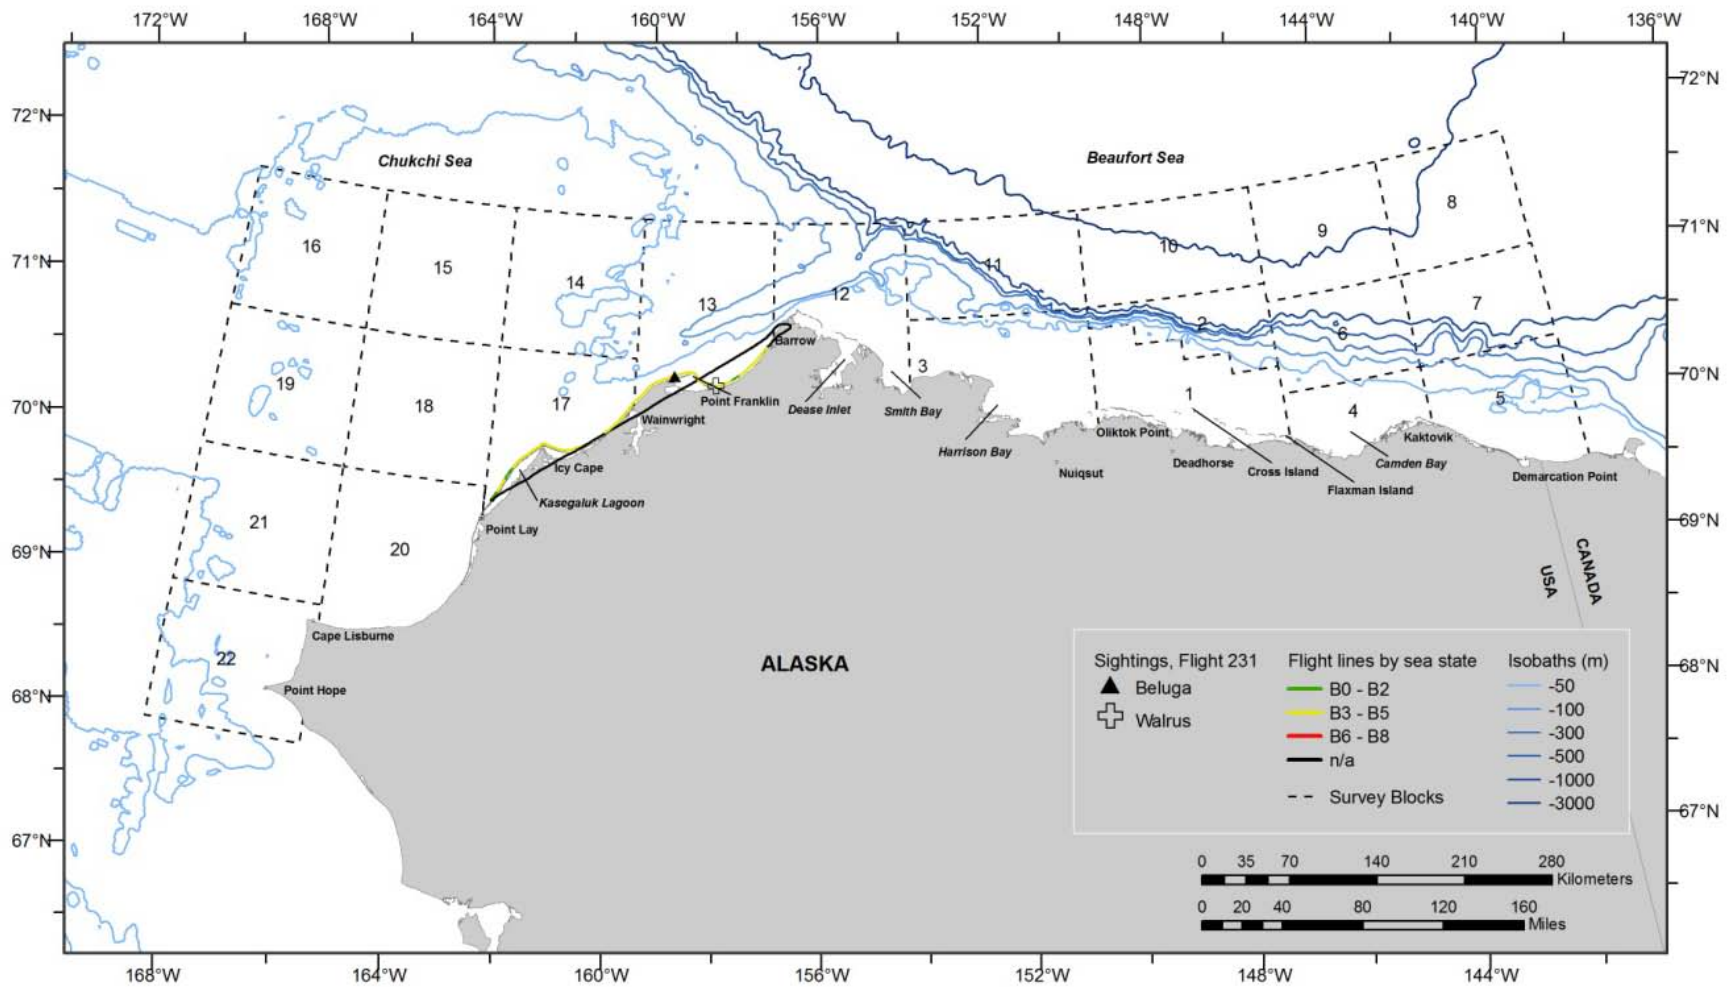 172°W 168°W 164°W 160°W 156°W 152°W 148°W 144°W 140°W 136°W
72°N 72°N
Chukchi Sea Beaufort Sea
8
9
16 10
71°N 15 11 71°N
14 12
13 7
2 6
Barrow
3
70°N 19 18 17 Point Franklin Dease Inlet Smith Bay 1 4 5 70°N
Wainwright
Oliktok Point Kaktovik
Harrison Bay
Icy Cape Nuiqsut Deadhorse Cross Island Camden Bay Demarcation Point
Kasegaluk Lagoon Flaxman Island
21 Point Lay 69°N
69°N 20
CANADA
USA
Cape Lisburne
22 ALASKA 68°N
68°N Point Hope
Sightings, Flight 231 Flight lines by sea state Isobaths (m)
Beluga B0 - B2 -50
Walrus B3 - B5 -100
B6 - B8 -300
n/a -500
-1000
Survey Blocks -3000
67°N 67°N
0 35 70 140 210 280
Kilometers
0 20 40 80 120 160
Miles
168°W 164°W 160°W 156°W 152°W 148°W 144°W